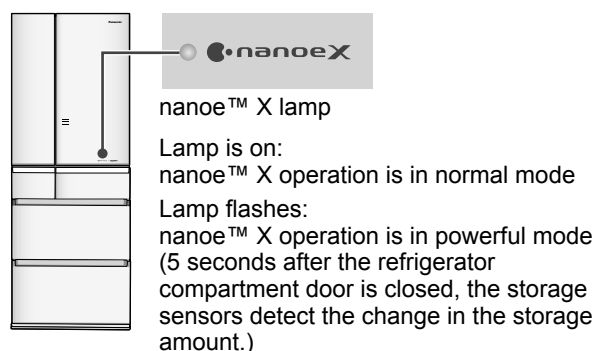 Panasonic
nanoeX
nanoe™ X lamp
Lamp is on:
nanoe™ X operation is in normal mode
Lamp flashes:
nanoe™ X operation is in powerful mode
(5 seconds after the refrigerator
compartment door is closed, the storage
sensors detect the change in the storage
amount.)